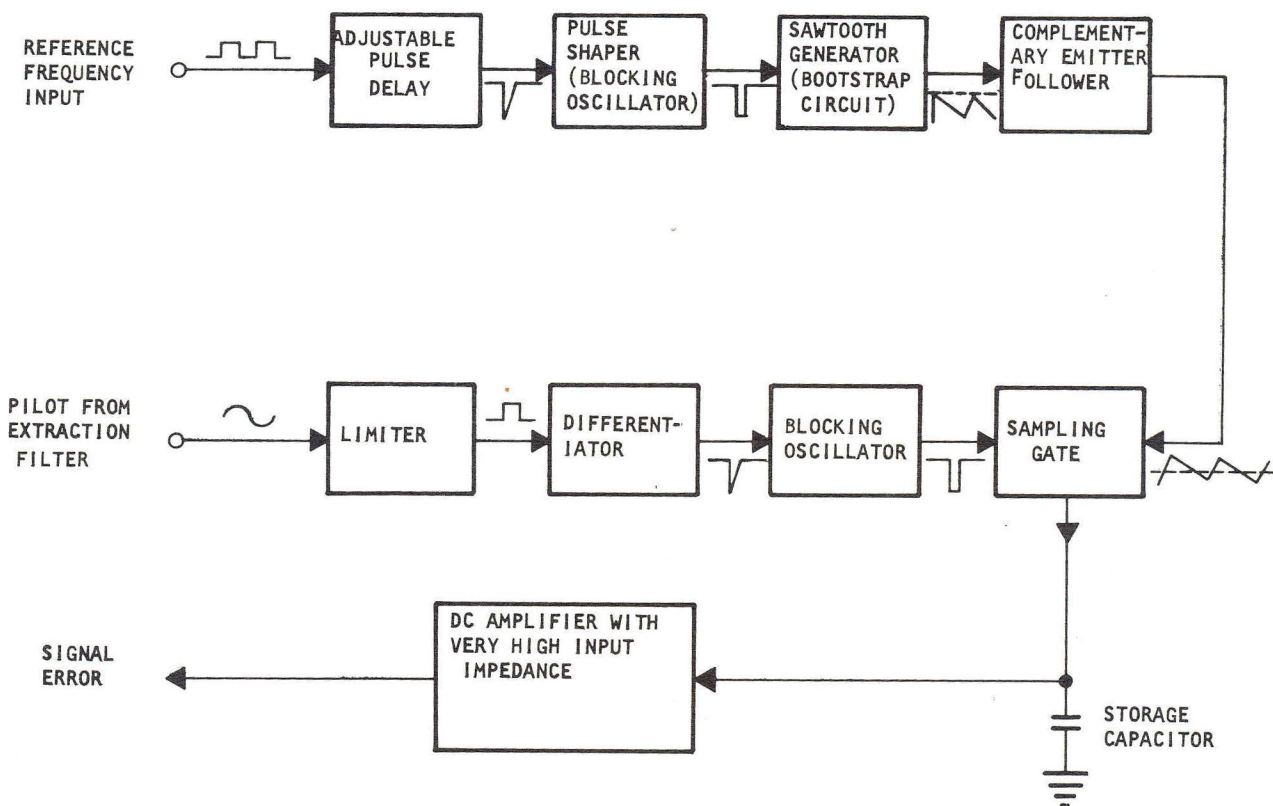 REFERENCE
FREQUENCY
INPUT
ADJUSTABLE
PULSE
DELAY
PULSE
SHAPER
(BLOCKING
OSCILLATOR)
SAWTOOTH
GENERATOR
(BOOTSTRAP
CIRCUIT)
COMPLEMENT-
ARY EMITTER
FOLLOWER
PILOT FROM
EXTRACTION
FILTER
LIMITER
DIFFERENT-
IATOR
BLOCKING
OSCILLATOR
SAMPLING
GATE
SIGNAL
ERROR
DC AMPLIFIER WITH
VERY HIGH INPUT
IMPEDANCE
STORAGE
CAPACITOR